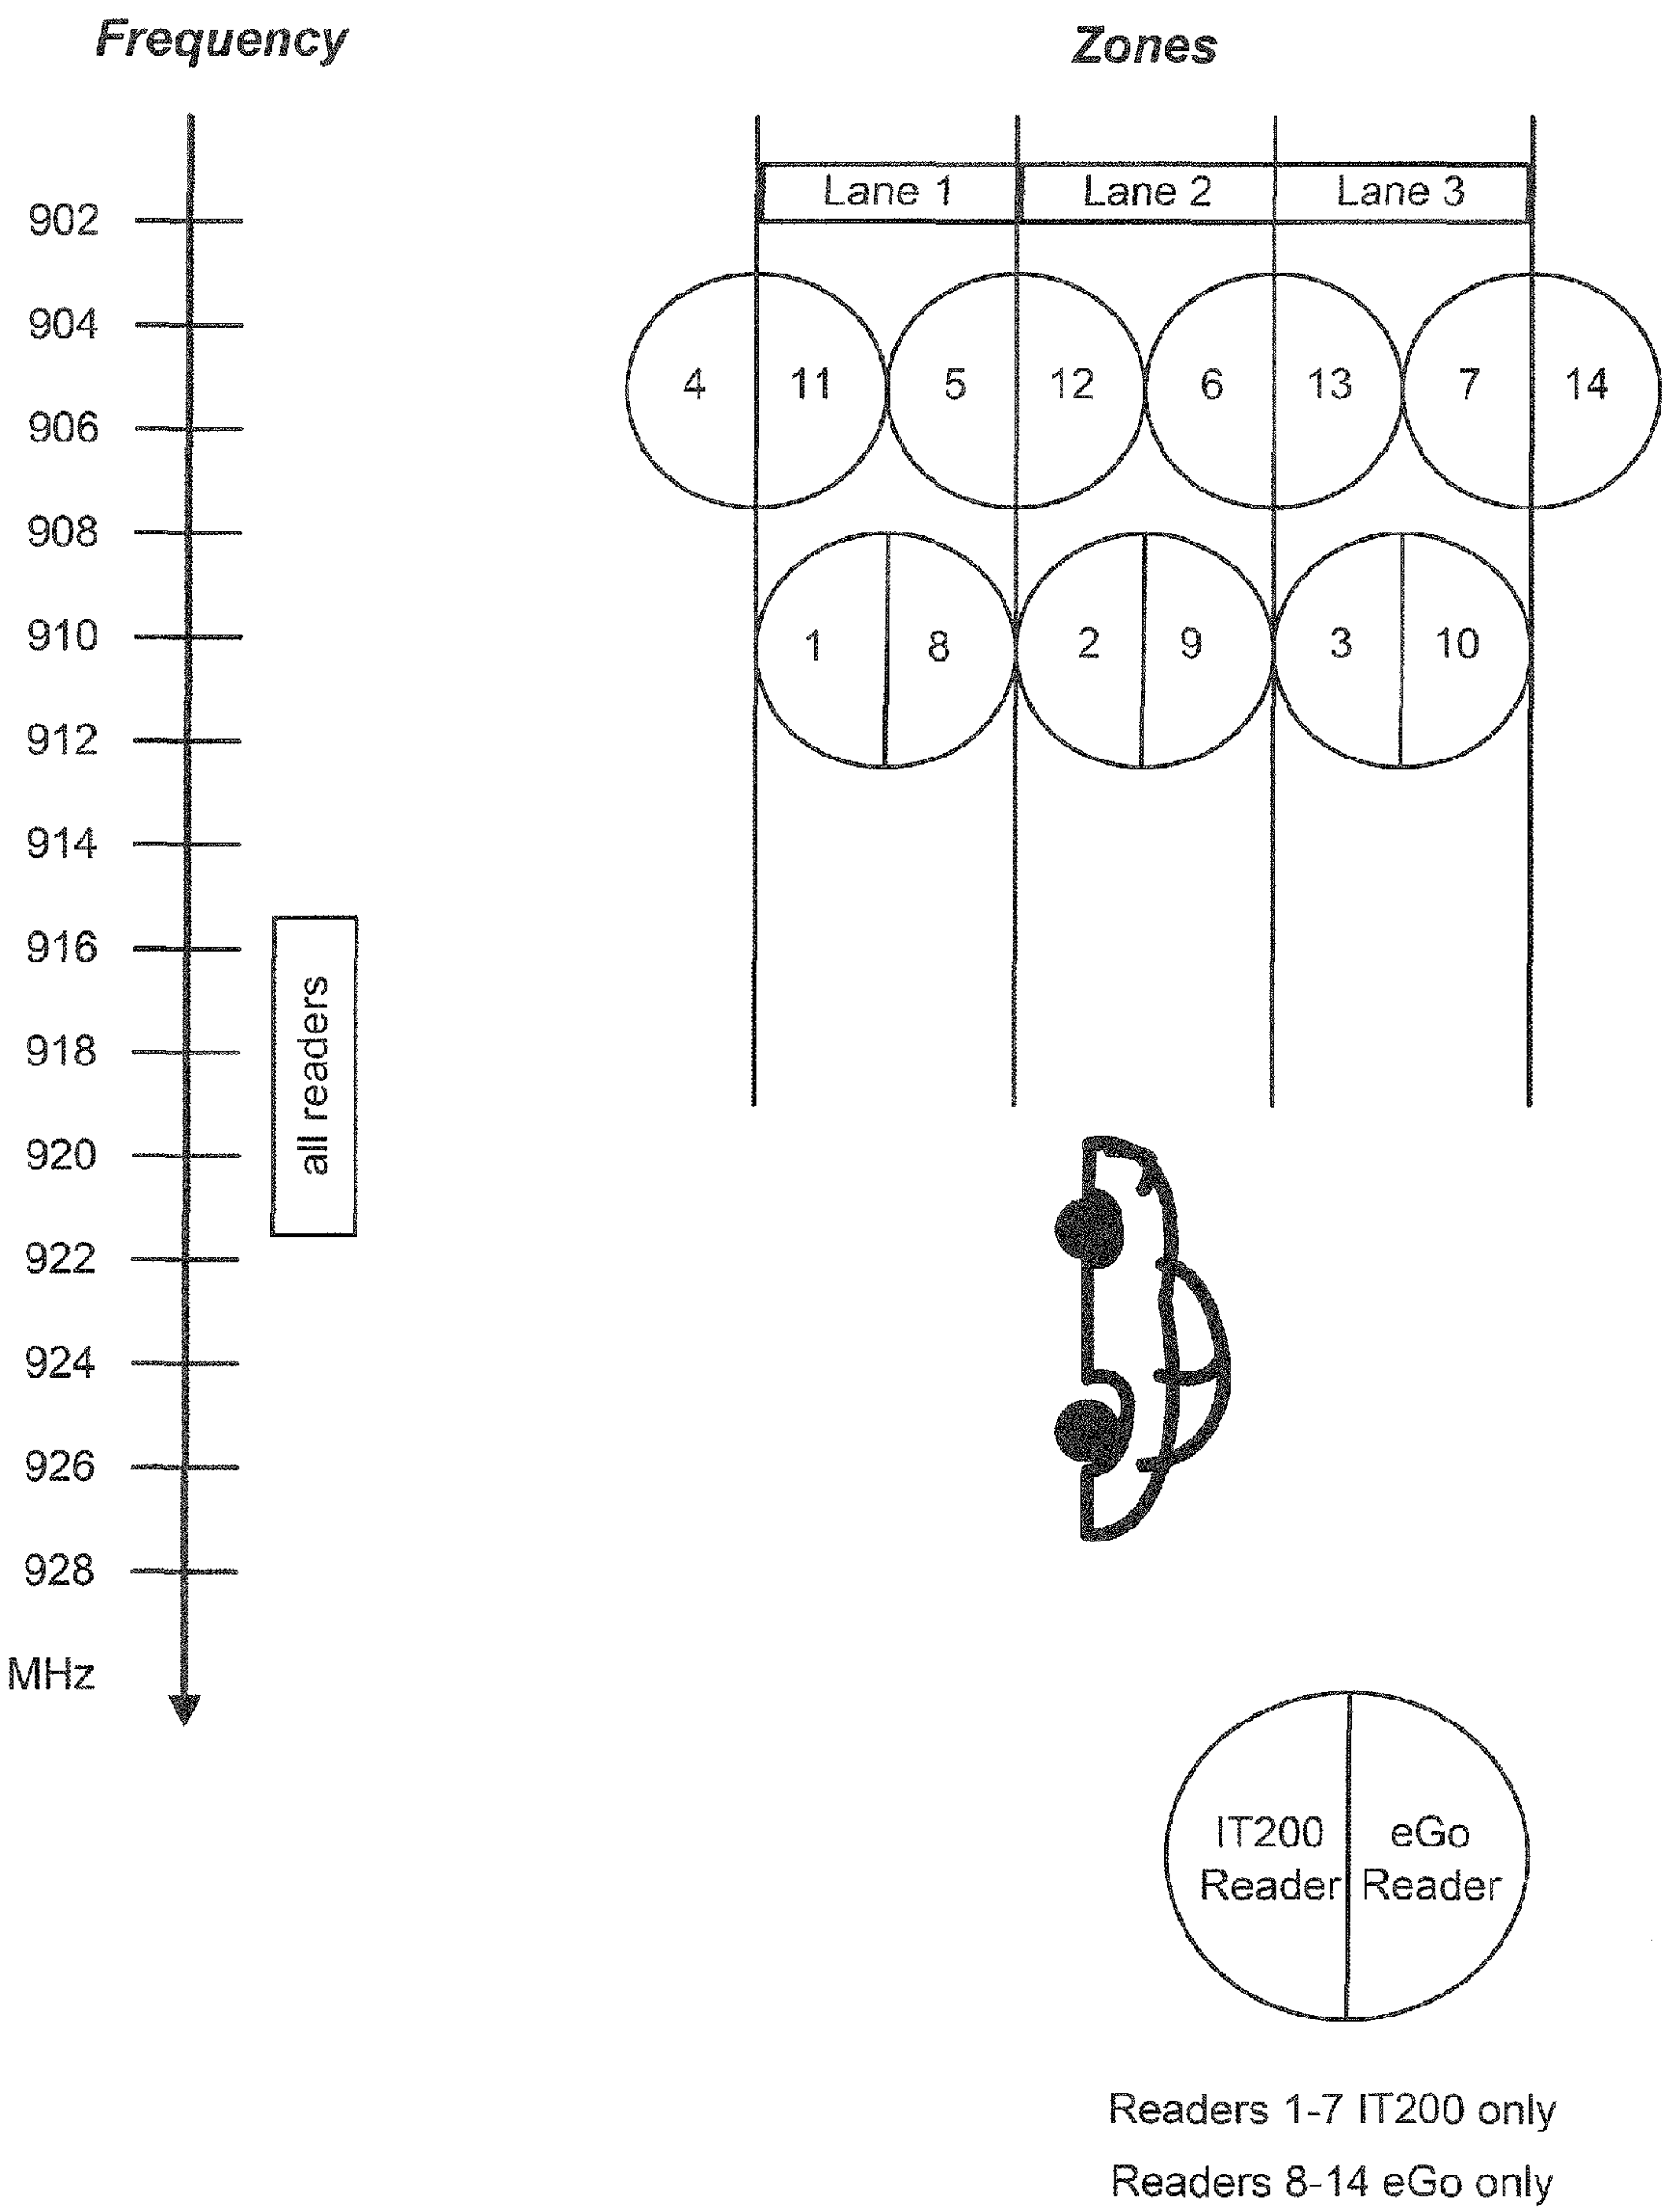 Frequency
Zones
Lane 1 Lane 2 Lane 3
902
904
4 11 5 12 6 13 7 14
906
908
910
1 8 2 9 3 10
912
914
916
all readers
918
920
922
924
926
928
MHz
IT200 eGo
Reader Reader
Readers 1-7 IT200 only
Readers 8-14 eGo only